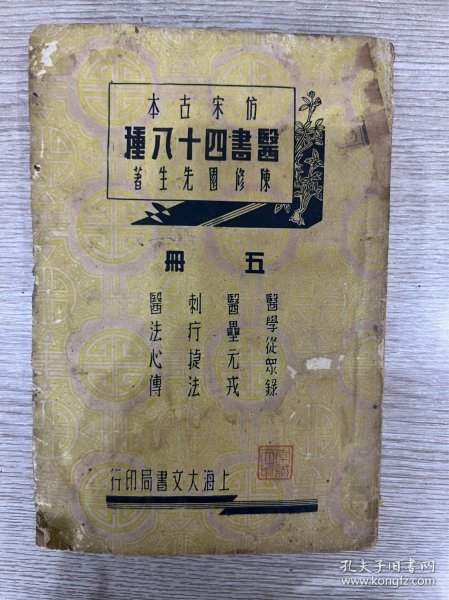 仿宋古本
醫書四十八種
陳修園先生著
五冊
醫學從眾錄
醫壘元戎
刺疔捷法
醫法心傳
上海大文書局印行
孔夫子旧书网
www.kongfz.com